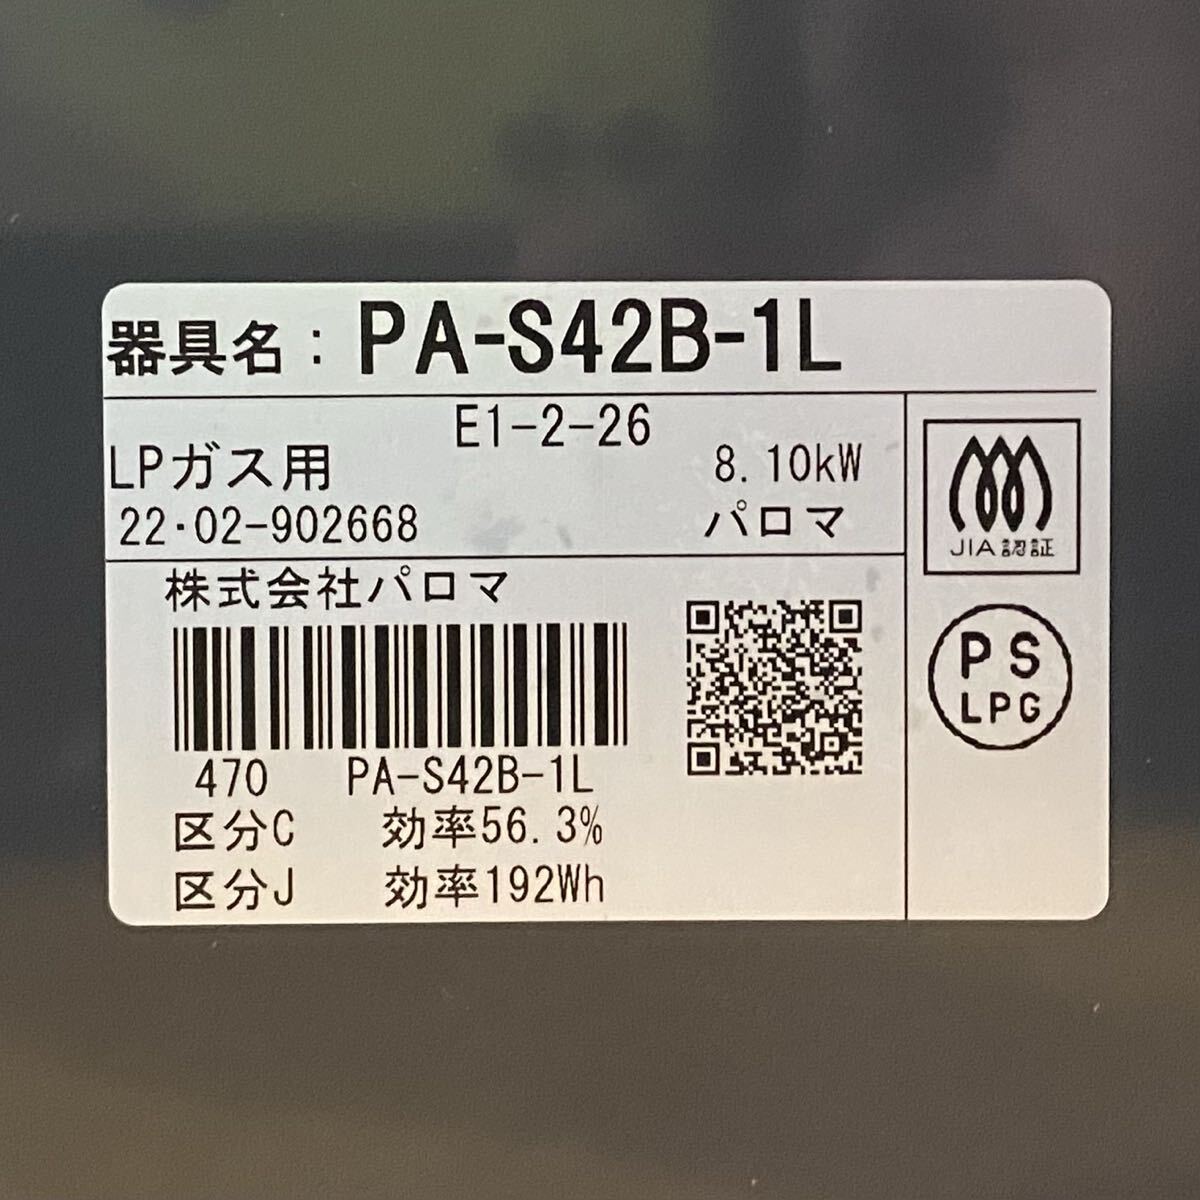 器具名：PA-S42B-1L
E1-2-26
LPガス用 8.10kW
22･02-902668 パロマ
JIA認証
株式会社パロマ
PS
LPG
470 PA-S42B-1L
区分C 効率56.3%
区分J 効率192Wh